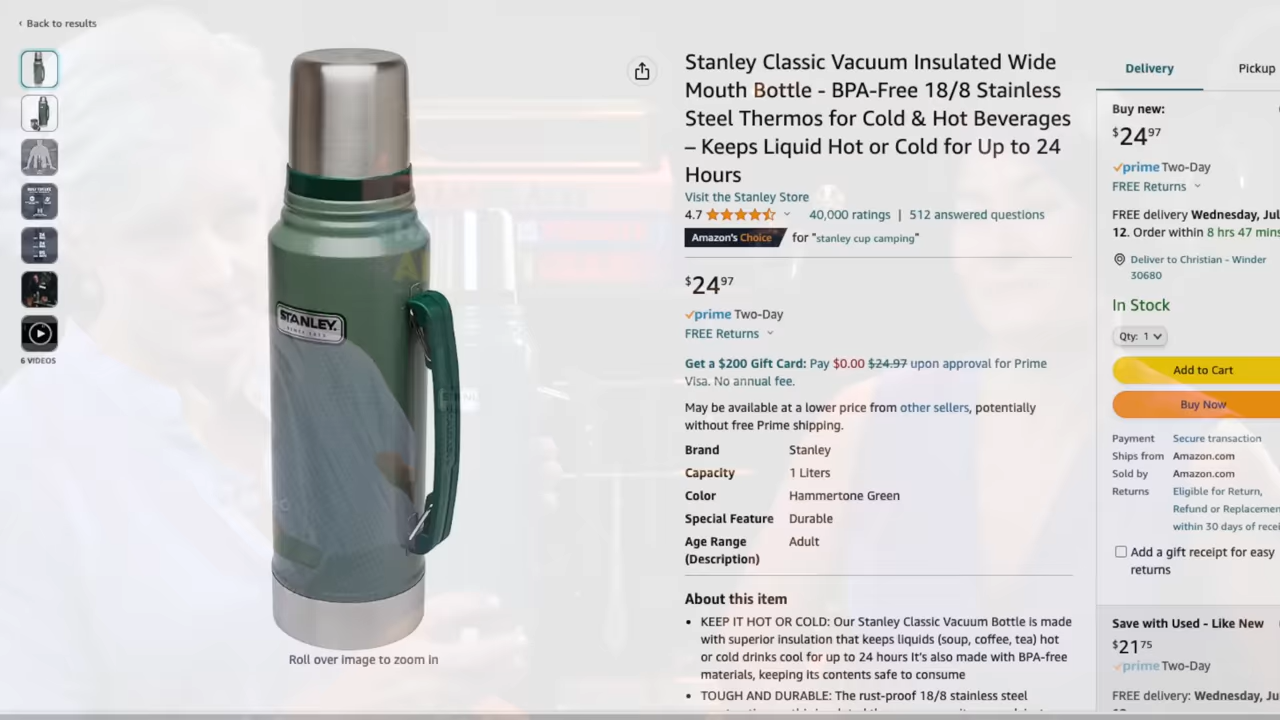 ‹ Back to results
Stanley Classic Vacuum Insulated Wide
Mouth Bottle - BPA-Free 18/8 Stainless
Steel Thermos for Cold & Hot Beverages
– Keeps Liquid Hot or Cold for Up to 24
Hours
Visit the Stanley Store
4.7 40,000 ratings | 512 answered questions
Amazon's Choice for "stanley cup camping"
$24 97
prime Two-Day
FREE Returns
Get a $200 Gift Card: Pay $0.00 $24.97 upon approval for Prime
Visa. No annual fee.
May be available at a lower price from other sellers, potentially
without free Prime shipping.
Brand Stanley
Capacity 1 Liters
Color Hammertone Green
Special Feature Durable
Age Range Adult
(Description)
About this item
• KEEP IT HOT OR COLD: Our Stanley Classic Vacuum Bottle is made
with superior insulation that keeps liquids (soup, coffee, tea) hot
or cold drinks cool for up to 24 hours It's also made with BPA-free
materials, keeping its contents safe to consume
• TOUGH AND DURABLE: The rust-proof 18/8 stainless steel
STANLEY.
SINCE 1913
6 VIDEOS
Roll over image to zoom in
Delivery Pickup
Buy new:
$24 97
prime Two-Day
FREE Returns
FREE delivery Wednesday, Jul
12. Order within 8 hrs 47 mins
Deliver to Christian - Winder
30680
In Stock
Qty: 1
Add to Cart
Buy Now
Payment Secure transaction
Ships from Amazon.com
Sold by Amazon.com
Returns Eligible for Return,
Refund or Replacemen
within 30 days of recei
Add a gift receipt for easy
returns
Save with Used - Like New
$21 75
prime Two-Day
FREE delivery: Wednesday, Jul